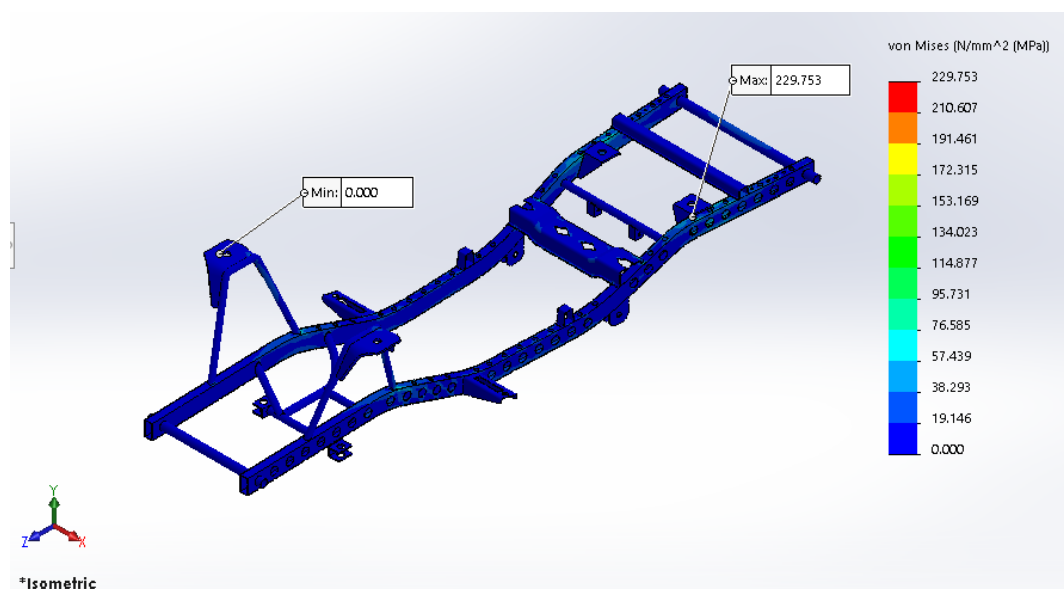 von Mises (N/mm^2 (MPa))
229.753
210.607
191.461
172.315
153.169
134.023
114.877
95.731
76.585
57.439
38.293
19.146
0.000
Max: 229.753
Min: 0.000
Y
Z
X
*Isometric